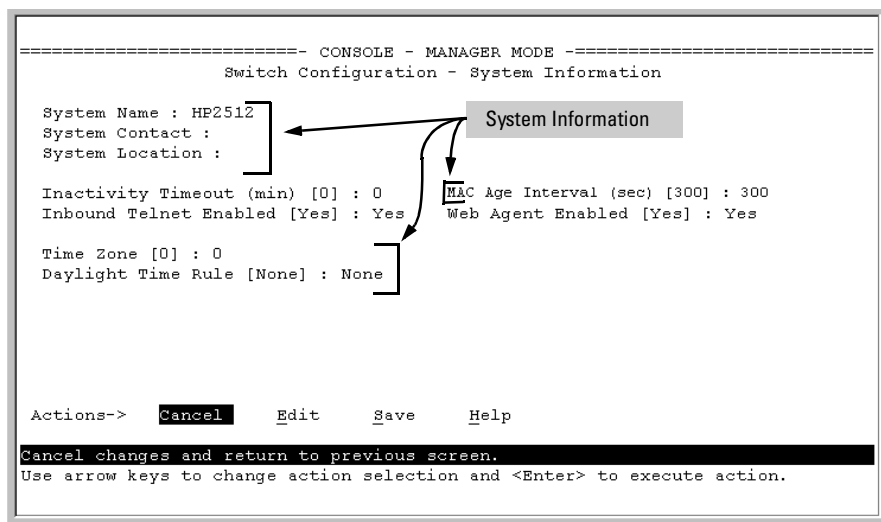 ==============================- CONSOLE - MANAGER MODE -================================
Switch Configuration - System Information
System Name : HP2512
System Contact :
System Location :
System Information
Inactivity Timeout (min) [0] : 0 MAC Age Interval (sec) [300] : 300
Inbound Telnet Enabled [Yes] : Yes Web Agent Enabled [Yes] : Yes
Time Zone [0] : 0
Daylight Time Rule [None] : None
Actions-> Cancel Edit Save Help
Cancel changes and return to previous screen.
Use arrow keys to change action selection and <Enter> to execute action.